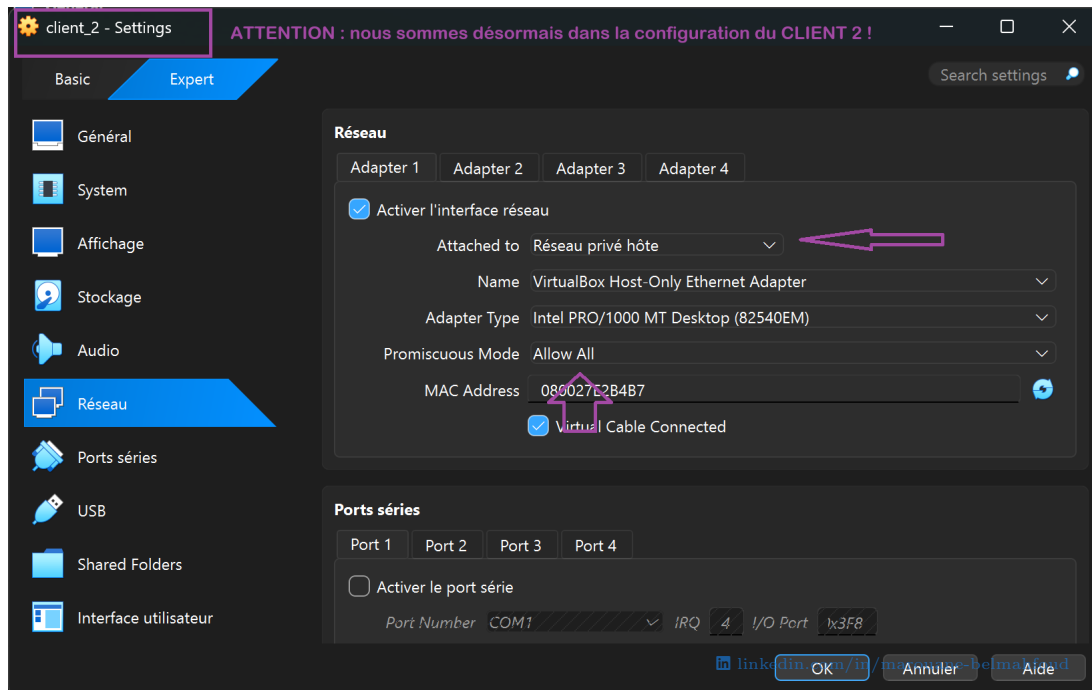 client_2 - Settings
ATTENTION : nous sommes désormais dans la configuration du CLIENT 2 !
Basic
Expert
Search settings
Général
System
Affichage
Stockage
Audio
Réseau
Ports séries
USB
Shared Folders
Interface utilisateur
Réseau
Adapter 1
Adapter 2
Adapter 3
Adapter 4
Activer l'interface réseau
Attached to Réseau privé hôte
Name VirtualBox Host-Only Ethernet Adapter
Adapter Type Intel PRO/1000 MT Desktop (82540EM)
Promiscuous Mode Allow All
MAC Address
Virtual Cable Connected
Ports séries
Port 1
Port 2
Port 3
Port 4
Activer le port série
Port Number COM1 IRQ 4 I/O Port
OK
Annuler
Aide